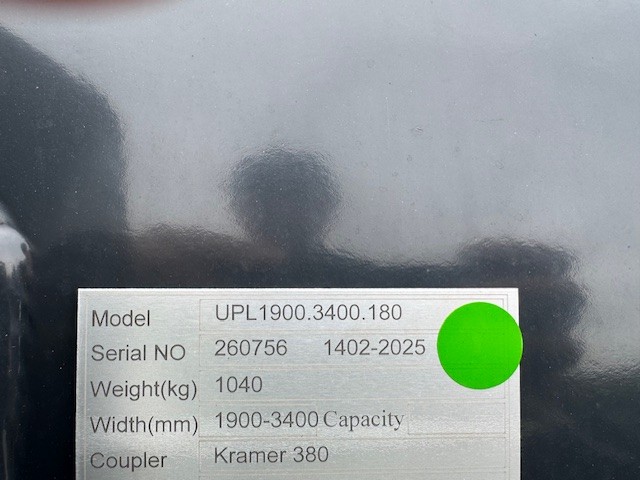 Model UPL1900.3400.180
Serial NO 260756 1402-2025
Weight(kg) 1040
Width(mm) 1900-3400 Capacity
Coupler Kramer 380